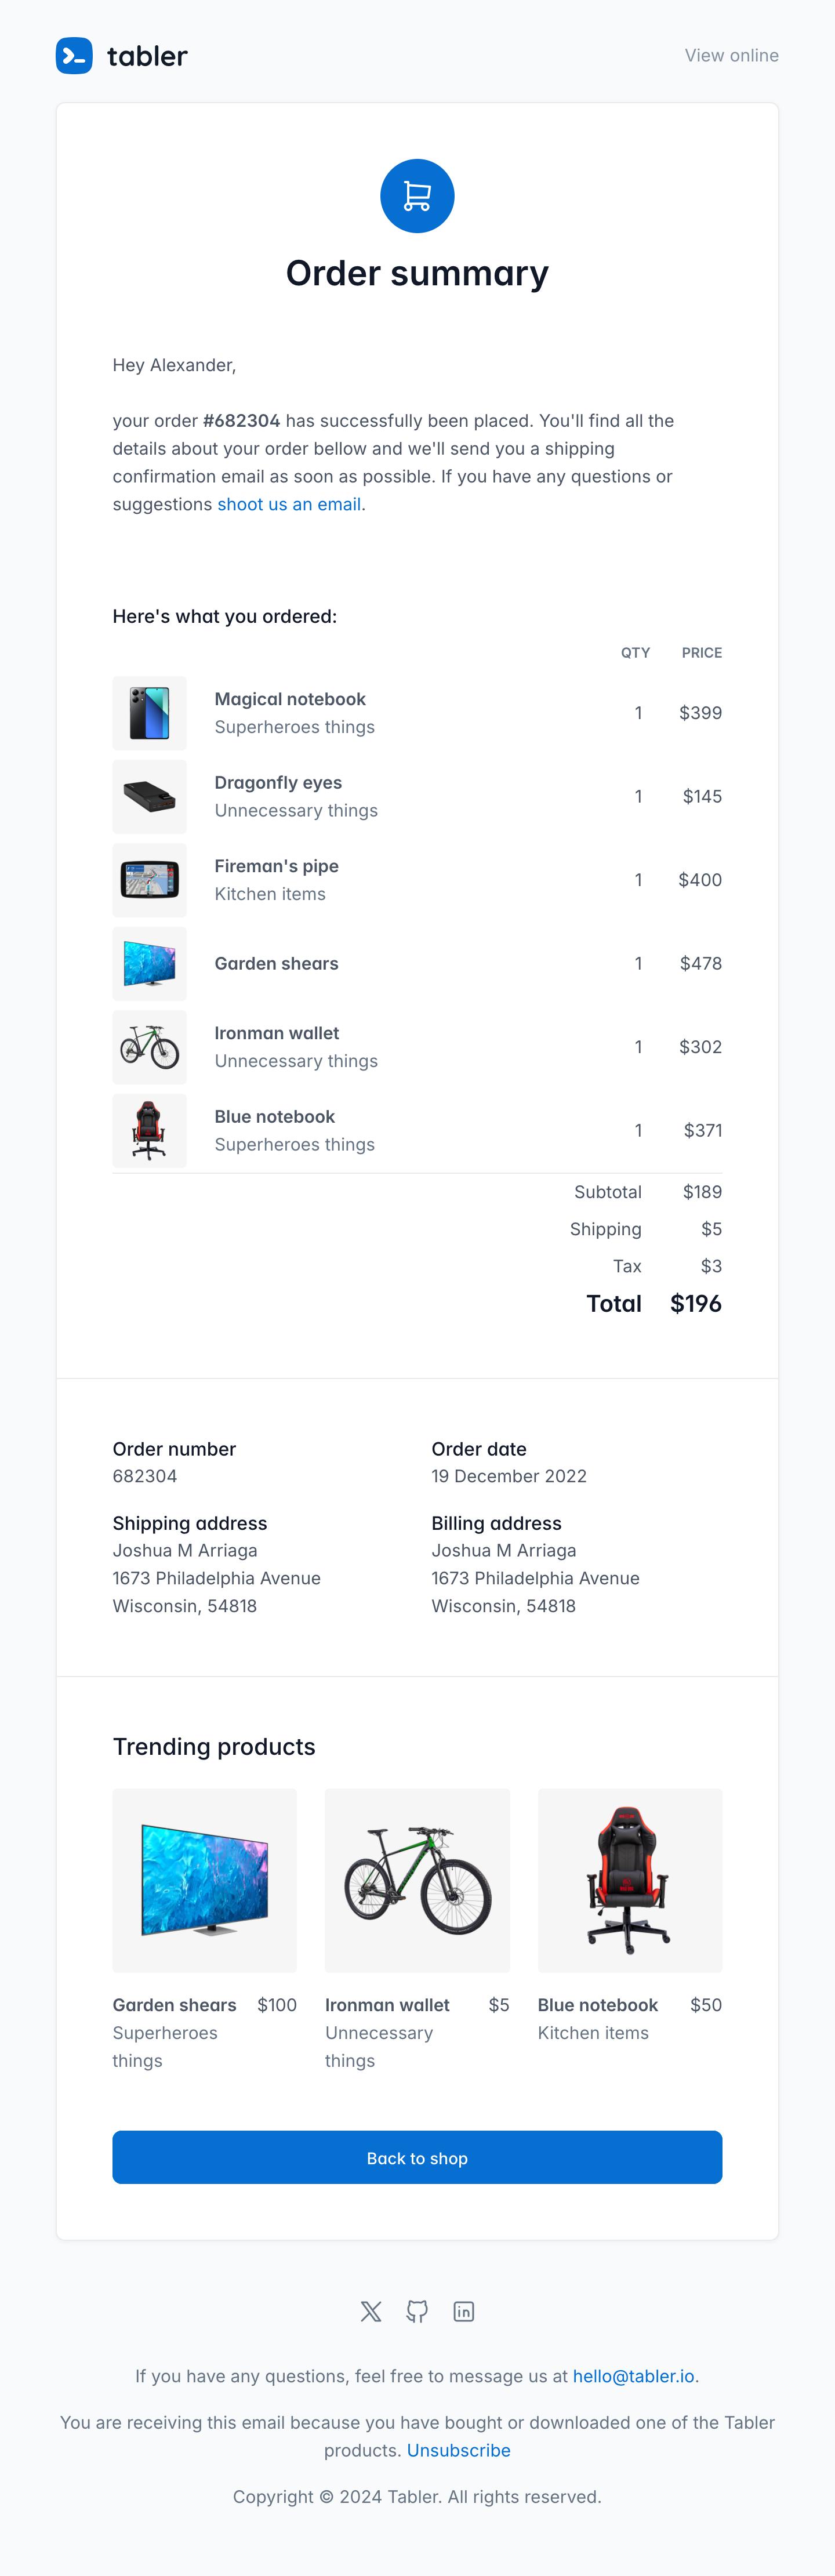 tabler
View online
Order summary
Hey Alexander,
your order #682304 has successfully been placed. You'll find all the
details about your order bellow and we'll send you a shipping
confirmation email as soon as possible. If you have any questions or
suggestions shoot us an email.
Here's what you ordered:
QTY PRICE
Magical notebook
Superheroes things
1 $399
Dragonfly eyes
Unnecessary things
1 $145
Fireman's pipe
Kitchen items
1 $400
Garden shears
1 $478
Ironman wallet
Unnecessary things
1 $302
Blue notebook
Superheroes things
1 $371
Subtotal $189
Shipping $5
Tax $3
Total $196
Order number
682304
Order date
19 December 2022
Shipping address
Joshua M Arriaga
1673 Philadelphia Avenue
Wisconsin, 54818
Billing address
Joshua M Arriaga
1673 Philadelphia Avenue
Wisconsin, 54818
Trending products
Garden shears $100
Superheroes
things
Ironman wallet $5
Unnecessary
things
Blue notebook $50
Kitchen items
Back to shop
If you have any questions, feel free to message us at hello@tabler.io.
You are receiving this email because you have bought or downloaded one of the Tabler
products. Unsubscribe
Copyright © 2024 Tabler. All rights reserved.